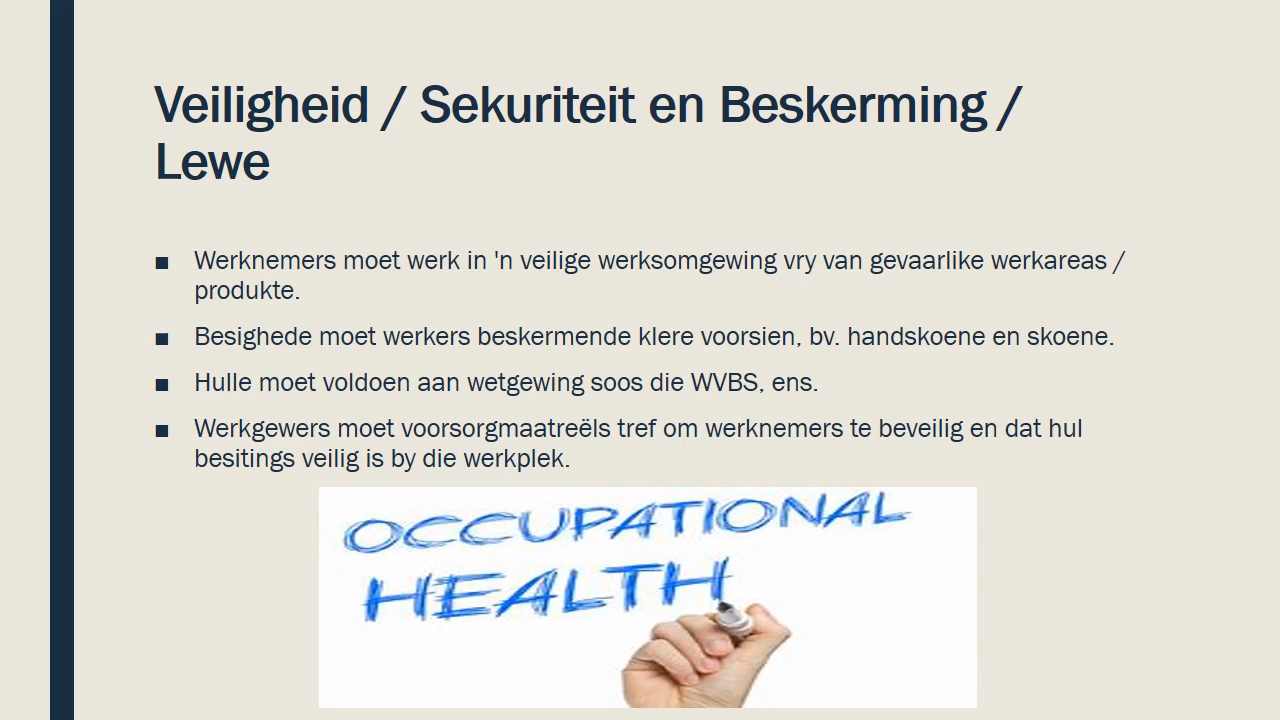 Veiligheid / Sekuriteit en Beskerming /
Lewe
■ Werknemers moet werk in 'n veilige werksomgewing vry van gevaarlike werkareas /
produkte.
■ Besighede moet werkers beskermende klere voorsien, bv. handskoene en skoene.
■ Hulle moet voldoen aan wetgewing soos die WVBS, ens.
■ Werkgewers moet voorsorgmaatreëls tref om werknemers te beveilig en dat hul
besitings veilig is by die werkplek.
OCCUPATIONAL
HEALTH